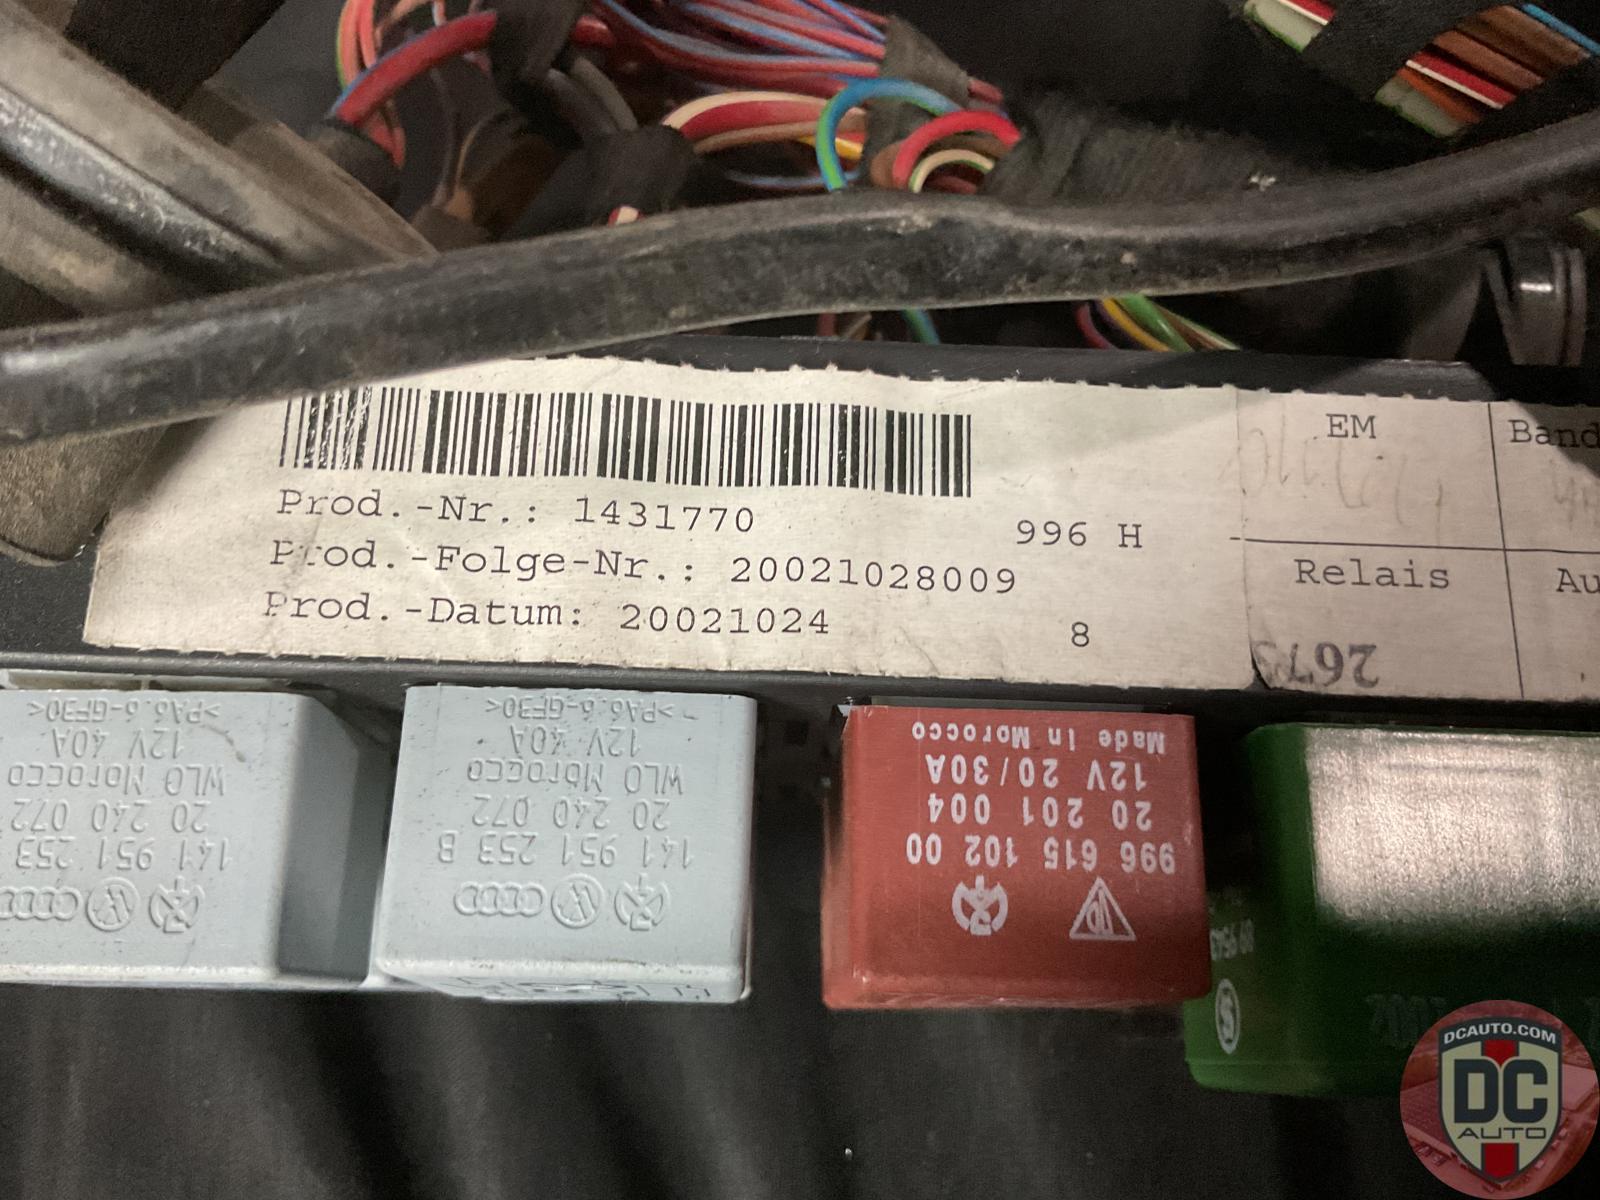 Prod.-Nr.: 1431770
996 H
Prod.-Folge-Nr.: 20021028009
Prod.-Datum: 20021024
8
EM
Band
Relais
Au
267
>PA6.6-GF30<
12V 40A
WLO Morocco
20 240 072
141 951 253
>PA6.6-GF30<
12V 40A
WLO Morocco
20 240 072
141 951 253 B
Made In Morocco
12V 20/30A
20 201 004
996 615 102 00
DCAUTO.COM
DC
AUTO